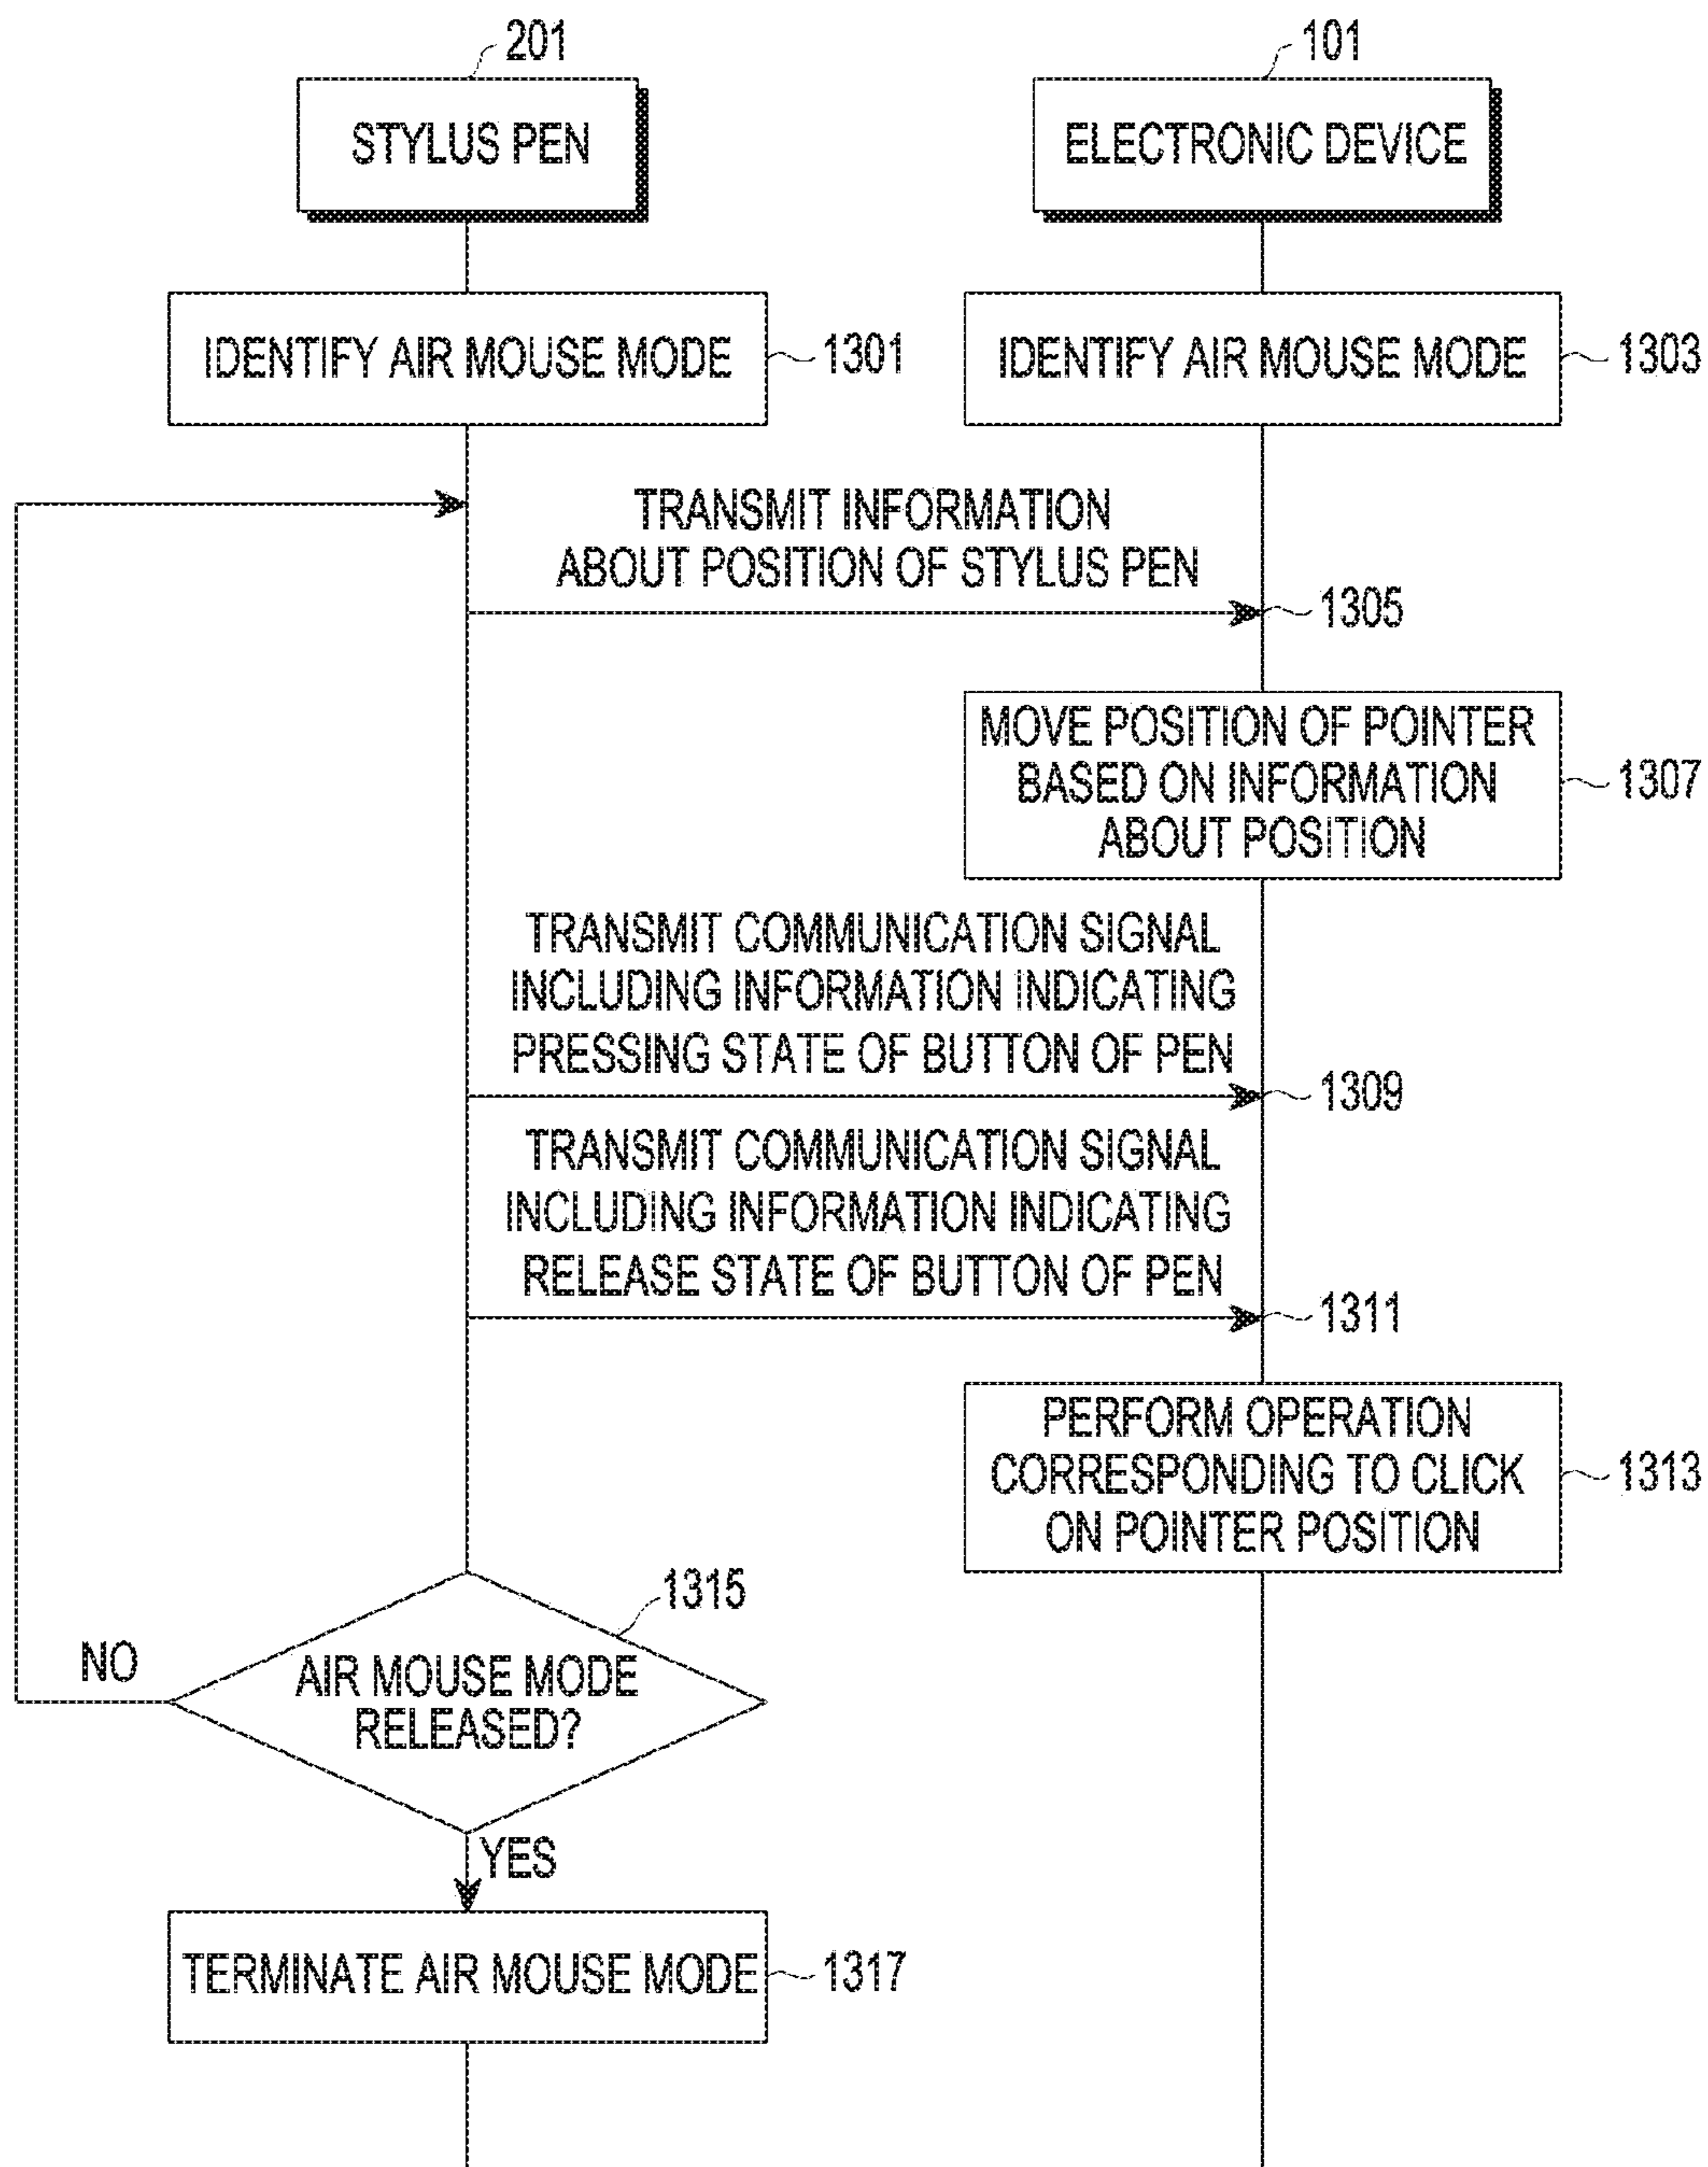 201
101
STYLUS PEN
ELECTRONIC DEVICE
IDENTIFY AIR MOUSE MODE
1301
IDENTIFY AIR MOUSE MODE
1303
TRANSMIT INFORMATION
ABOUT POSITION OF STYLUS PEN
1305
MOVE POSITION OF POINTER
BASED ON INFORMATION
ABOUT POSITION
1307
TRANSMIT COMMUNICATION SIGNAL
INCLUDING INFORMATION INDICATING
PRESSING STATE OF BUTTON OF PEN
1309
TRANSMIT COMMUNICATION SIGNAL
INCLUDING INFORMATION INDICATING
RELEASE STATE OF BUTTON OF PEN
1311
PERFORM OPERATION
CORRESPONDING TO CLICK
ON POINTER POSITION
1313
1315
NO
AIR MOUSE MODE
RELEASED?
YES
TERMINATE AIR MOUSE MODE
1317